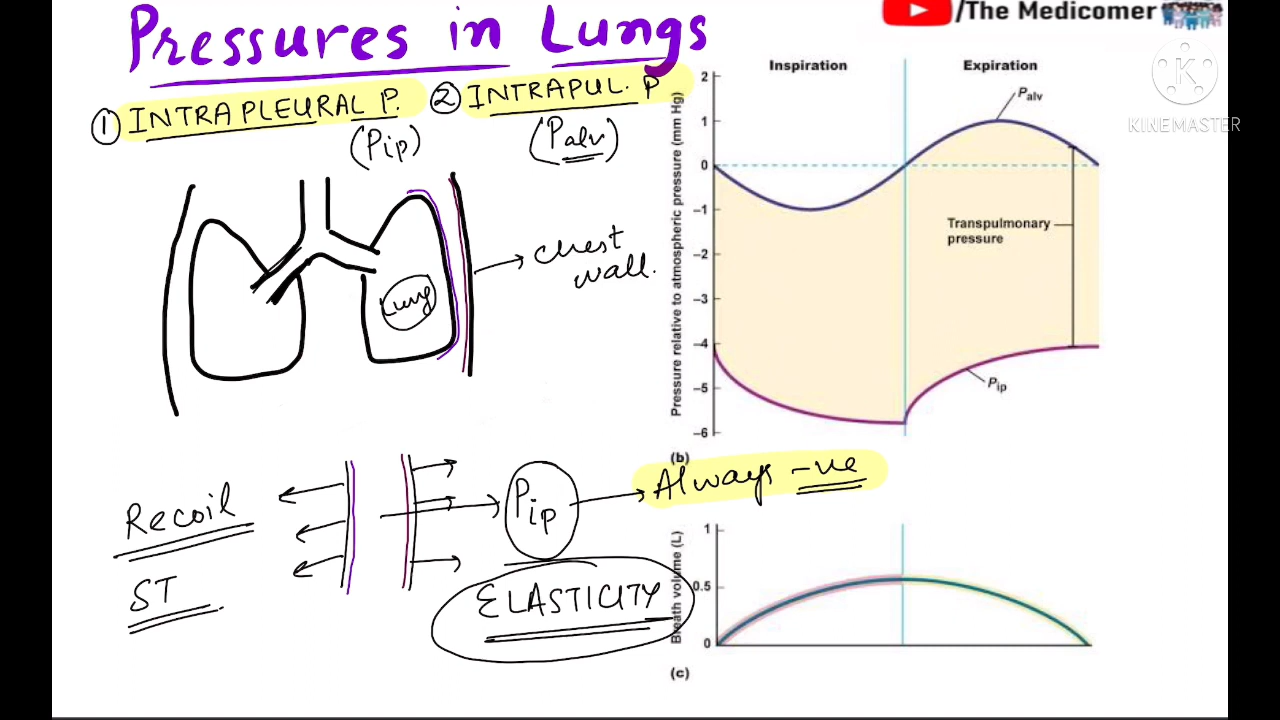 Pressures in Lungs
/The Medicomer
KINEMASTER
① INTRAPLEURAL P. ② INTRAPUL. P
(Pip) (Palv)
Lung
Chest
wall.
Recoil
ST
Pip
Always -ve
ELASTICITY
Inspiration Expiration
Pressure relative to atmospheric pressure (mm Hg)
2
1
0
–1
–2
–3
–4
–5
–6
Palv
Transpulmonary
pressure
Pip
(b)
Breath volume (L)
1
0.5
0
(c)